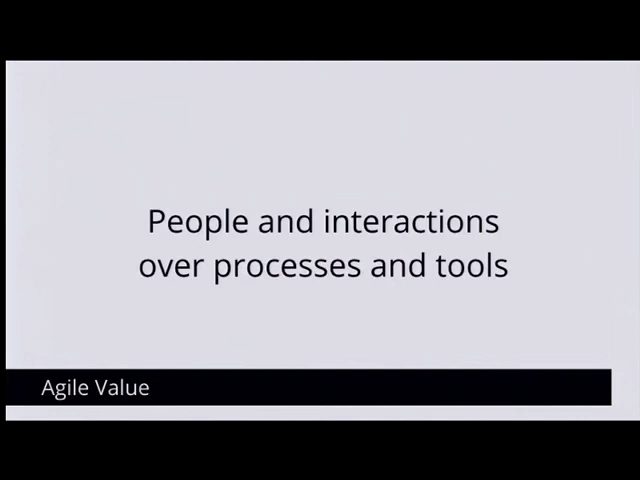 People and interactions
over processes and tools
Agile Value